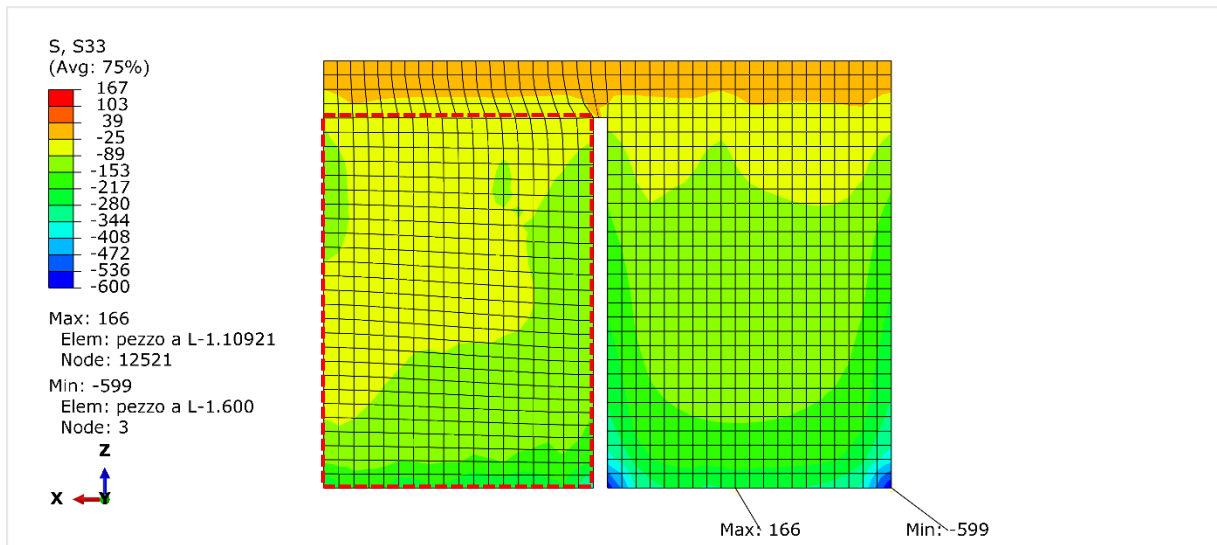 S, S33
(Avg: 75%)
167
103
39
-25
-89
-153
-217
-280
-344
-408
-472
-536
-600
Max: 166
Elem: pezzo a L-1.10921
Node: 12521
Min: -599
Elem: pezzo a L-1.600
Node: 3
Z
X
Y
Max: 166
Min: -599